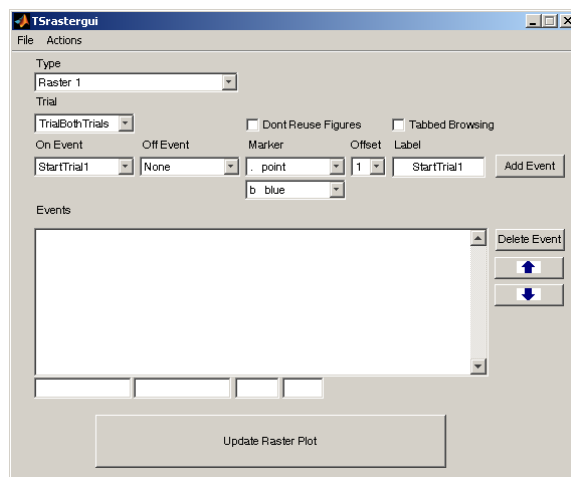 TSrastergui
File Actions
Type
Raster 1
Trial
TrialBothTrials
Dont Reuse Figures Tabbed Browsing
On Event Off Event Marker Offset Label
StartTrial1 None . point 1 StartTrial1 Add Event
b blue
Events
Delete Event
Update Raster Plot